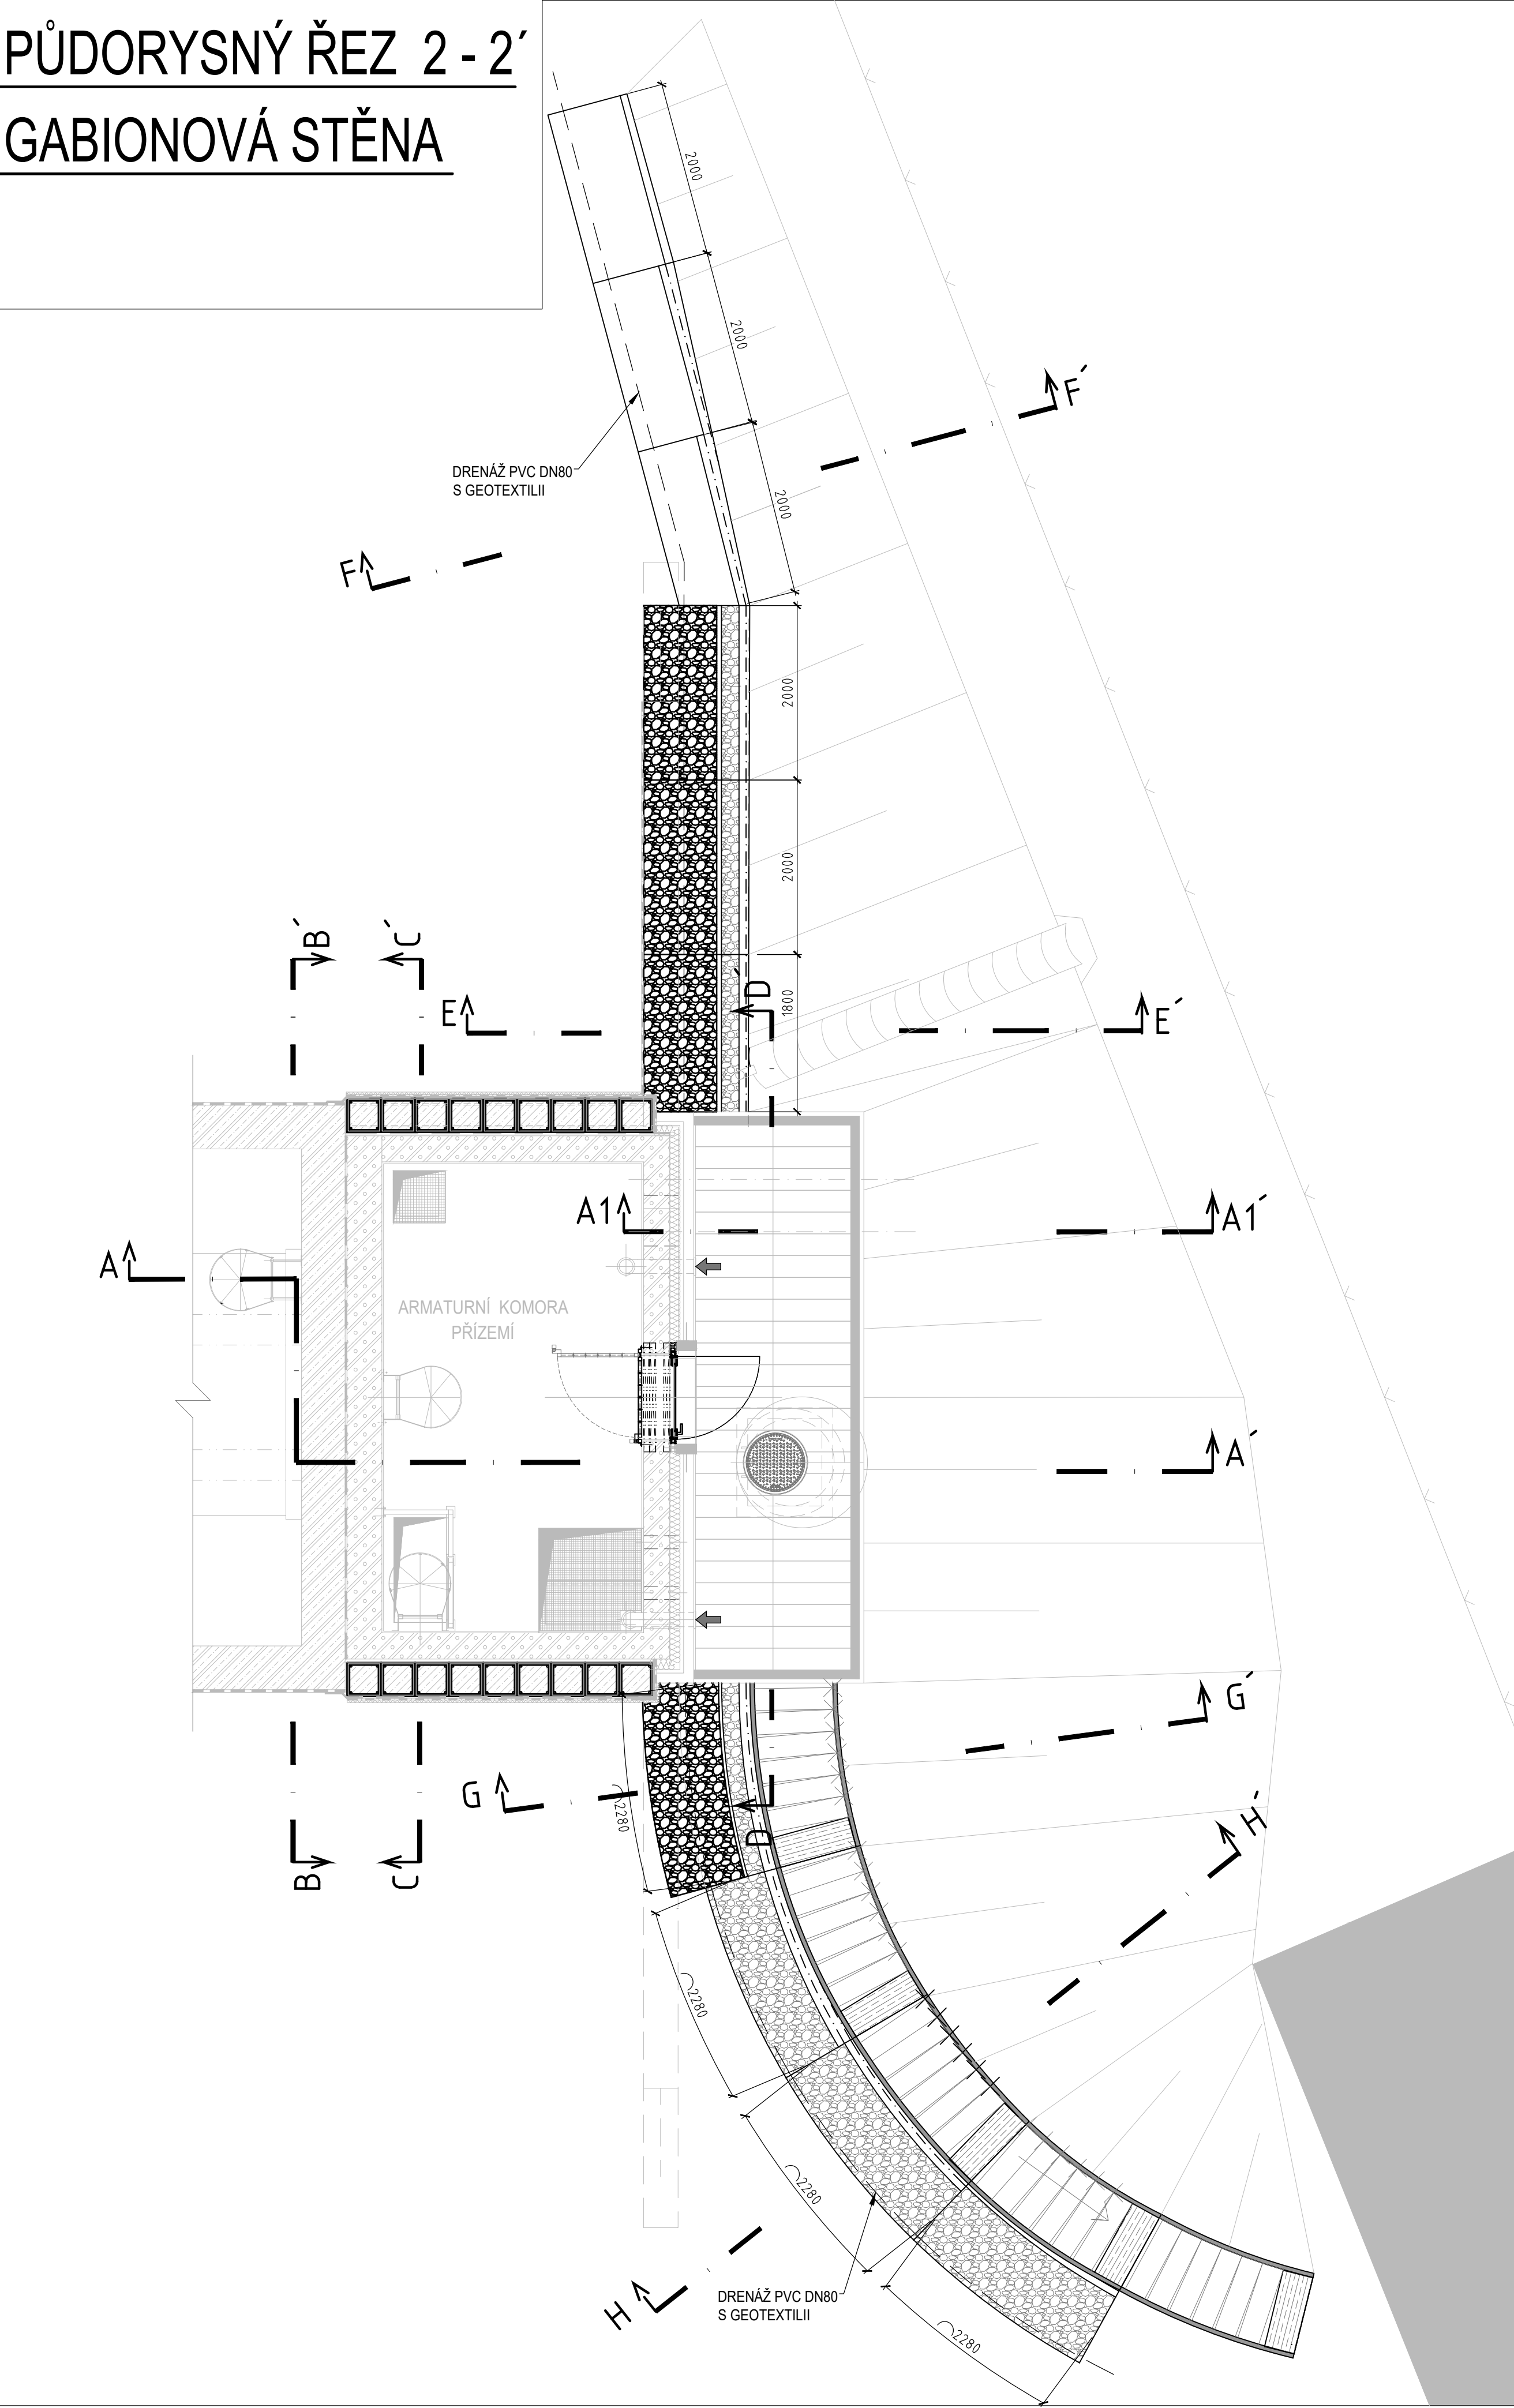 PŮDORYSNÝ ŘEZ 2 - 2´
GABIONOVÁ STĚNA
2000
2000
F´
DRENÁŽ PVC DN80
S GEOTEXTILII
2000
F
2000
2000
B´
C´
D´
1800
E
E´
A1
A1´
A
ARMATURNÍ KOMORA
PŘÍZEMÍ
A´
G´
G
2280
H´
D
B
C
2280
2280
H
DRENÁŽ PVC DN80
S GEOTEXTILII
2280